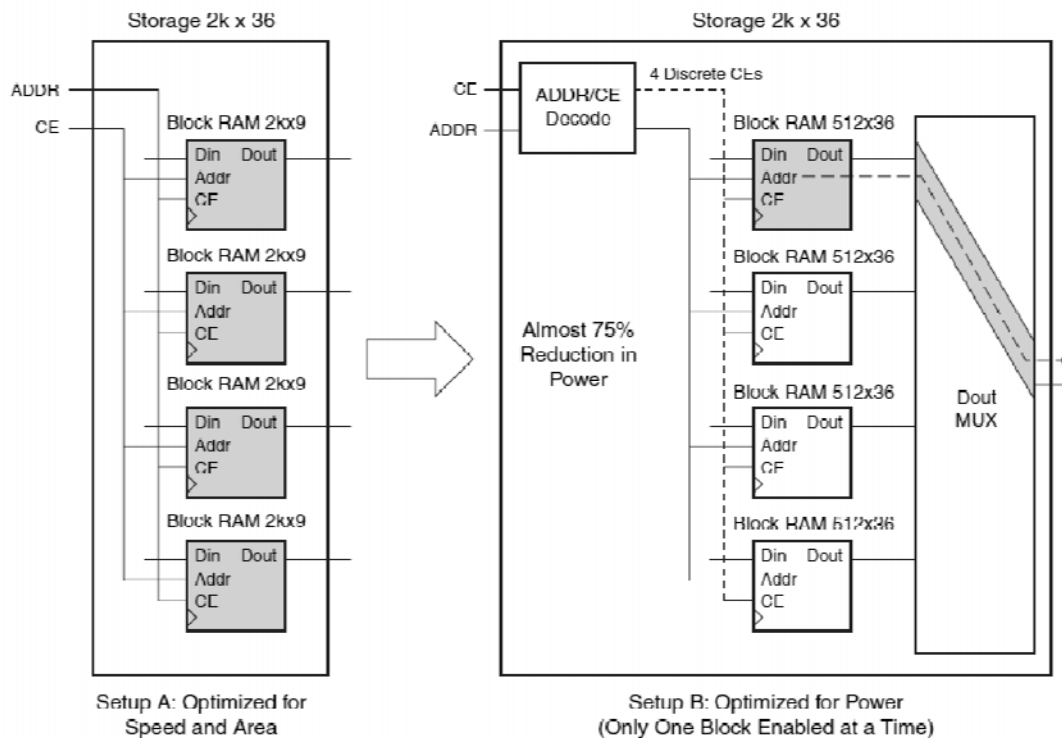 Storage 2k x 36
ADDR
CE
Block RAM 2kx9
Din Dout
Addr
CE
Block RAM 2kx9
Din Dout
Addr
CE
Block RAM 2kx9
Din Dout
Addr
CE
Block RAM 2kx9
Din Dout
Addr
CE
Setup A: Optimized for
Speed and Area
Storage 2k x 36
CE
ADDR
ADDR/CE
Decode
4 Discrete CEs
Almost 75%
Reduction in
Power
Block RAM 512x36
Din Dout
Addr
CE
Block RAM 512x36
Din Dout
Addr
CE
Block RAM 512x36
Din Dout
Addr
CE
Block RAM 512x36
Din Dout
Addr
CE
Dout
MUX
Setup B: Optimized for Power
(Only One Block Enabled at a Time)